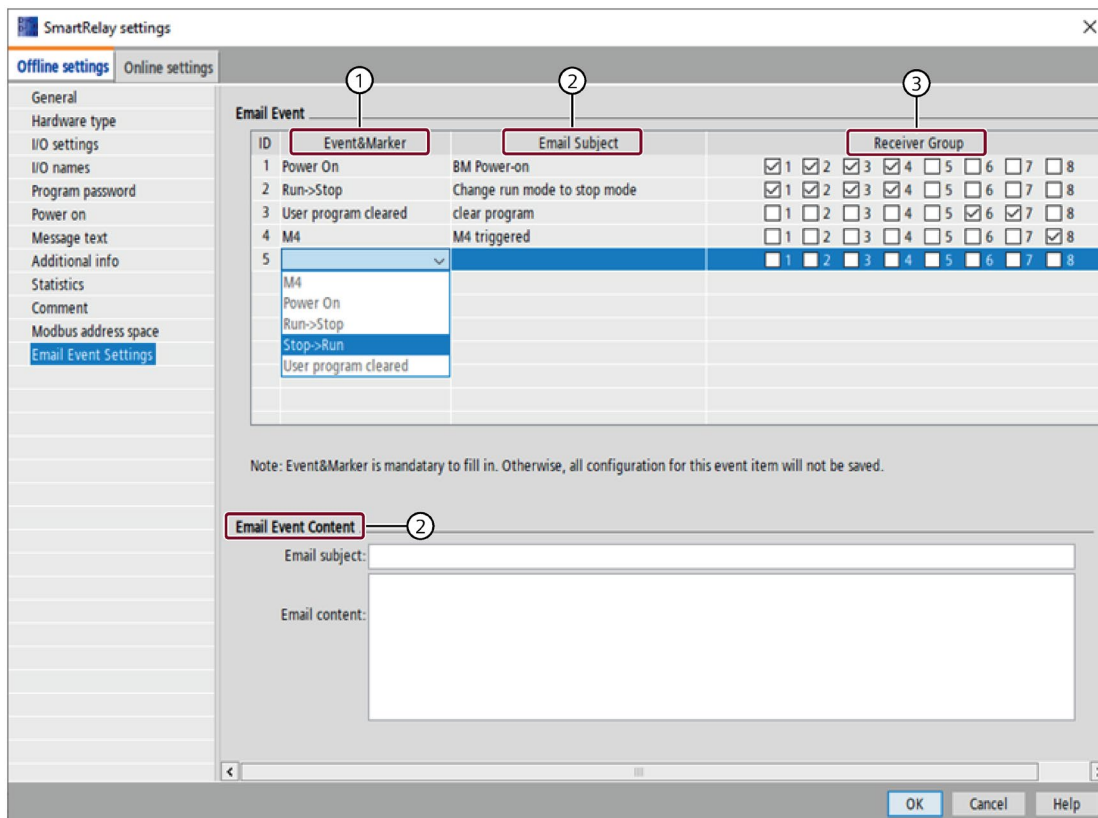 SmartRelay settings
Offline settings Online settings
General
Hardware type
I/O settings
I/O names
Program password
Power on
Message text
Additional info
Statistics
Comment
Modbus address space
Email Event Settings
1 2 3
Email Event
ID Event&Marker Email Subject Receiver Group
1 Power On BM Power-on 1 2 3 4 5 6 7 8
2 Run->Stop Change run mode to stop mode 1 2 3 4 5 6 7 8
3 User program cleared clear program 1 2 3 4 5 6 7 8
4 M4 M4 triggered 1 2 3 4 5 6 7 8
5 1 2 3 4 5 6 7 8
M4
Power On
Run->Stop
Stop->Run
User program cleared
Note: Event&Marker is mandatary to fill in. Otherwise, all configuration for this event item will not be saved.
Email Event Content 2
Email subject:
Email content:
OK Cancel Help